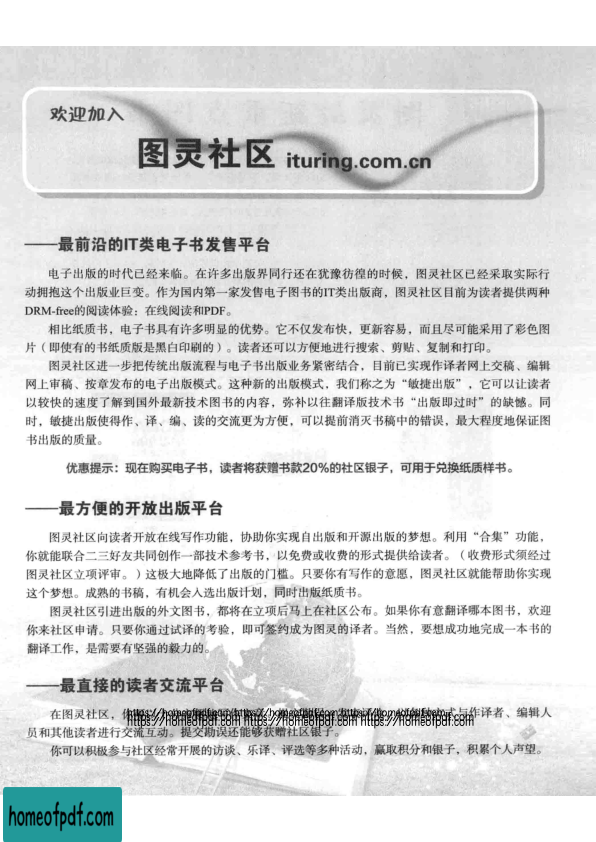 欢迎加入
图灵社区 ituring.com.cn
——最前沿的IT类电子书发售平台
电子出版的时代已经来临。在许多出版界同行还在犹豫彷徨的时候，图灵社区已经采取实际行
动拥抱这个出版业巨变。作为国内第一家发售电子图书的IT类出版商，图灵社区目前为读者提供两种
DRM-free的阅读体验：在线阅读和PDF。
相比纸质书，电子书具有许多明显的优势。它不仅发布快，更新容易，而且尽可能采用了彩色图
片（即使有的书纸质版是黑白印刷的）。读者还可以方便地进行搜索、剪贴、复制和打印。
图灵社区进一步把传统出版流程与电子书出版业务紧密结合，目前已实现作译者网上交稿、编辑
网上审稿、按章发布的电子出版模式。这种新的出版模式，我们称之为“敏捷出版”，它可以让读者
以较快的速度了解到国外最新技术图书的内容，弥补以往翻译版技术书“出版即过时”的缺憾。同
时，敏捷出版使得作、译、编、读的交流更为方便，可以提前消灭书稿中的错误，最大程度地保证图
书出版的质量。
优惠提示：现在购买电子书，读者将获赠书款20%的社区银子，可用于兑换纸质样书。
——最方便的开放出版平台
图灵社区向读者开放在线写作功能，协助你实现自出版和开源出版的梦想。利用“合集”功能，
你就能联合二三好友共同创作一部技术参考书，以免费或收费的形式提供给读者。（收费形式须经过
图灵社区立项评审。）这极大地降低了出版的门槛。只要你有写作的意愿，图灵社区就能帮助你实现
这个梦想。成熟的书稿，有机会入选出版计划，同时出版纸质书。
图灵社区引进出版的外文图书，都将在立项后马上在社区公布。如果你有意翻译哪本图书，欢迎
你来社区申请。只要你通过试译的考验，即可签约成为图灵的译者。当然，要想成功地完成一本书的
翻译工作，是需要有坚强的毅力的。
——最直接的读者交流平台
在图灵社区，与作译者、编辑人
https://homeofpdf.com https://homeofpdf.com https://homeofpdf.com
员和其他读者进行交流互动。提交勘误还能够获赠社区银子。
你可以积极参与社区经常开展的访谈、乐译、评选等多种活动，赢取积分和银子，积累个人声望。
homeofpdf.com